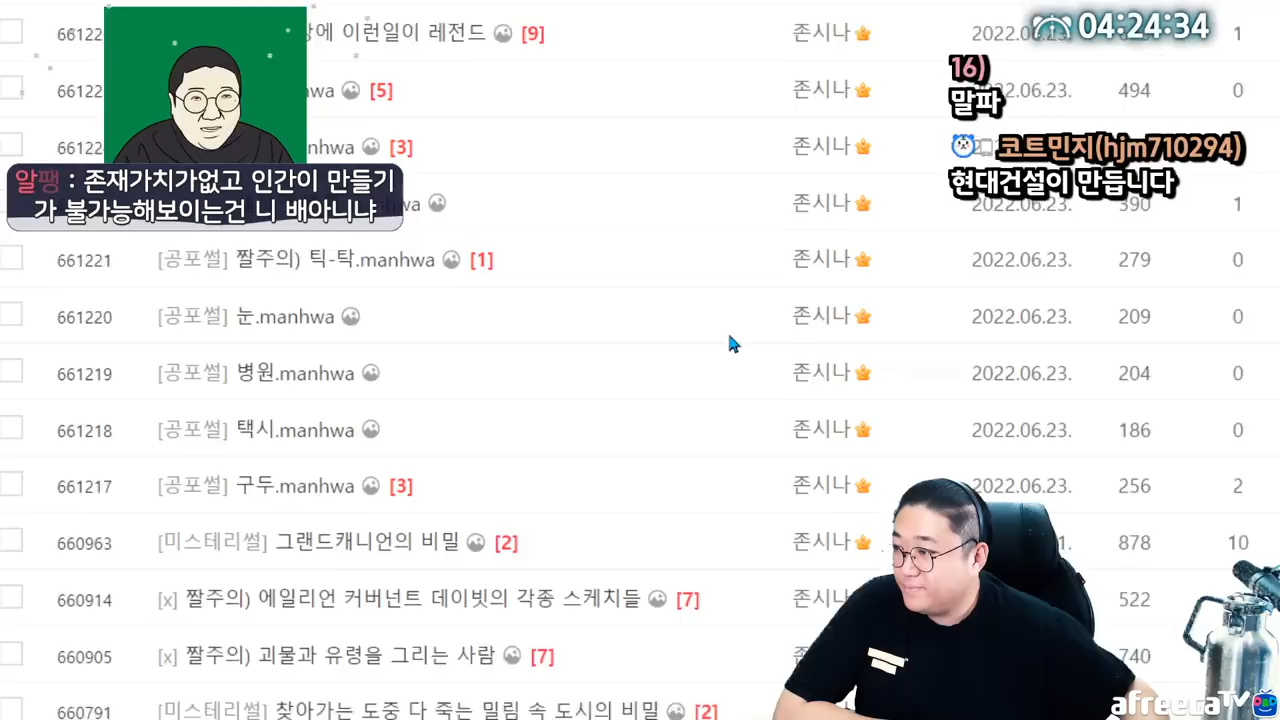 6612 상에 이런일이 레전드 [9] 존시나 2022.0 1
04:24:34
16)
말파
6612 wa [5] 존시나 2022.06.23. 494 0
6612 nhwa [3] 존시나 0
코트민지(hjm710294)
현대건설이 만듭니다
알팽 : 존재가치가없고 인간이 만들기
가 불가능해보이는건 니 배아니냐
wa 존시나 2022.06.23. 390 1
661221 [공포썰] 짤주의) 틱-탁.manhwa [1] 존시나 2022.06.23. 279 0
661220 [공포썰] 눈.manhwa 존시나 2022.06.23. 209 0
661219 [공포썰] 병원.manhwa 존시나 2022.06.23. 204 0
661218 [공포썰] 택시.manhwa 존시나 2022.06.23. 186 0
661217 [공포썰] 구두.manhwa [3] 존시나 2022.06.23. 256 2
660963 [미스테리썰] 그랜드캐니언의 비밀 [2] 존시나 1. 878 10
660914 [x] 짤주의) 에일리언 커버넌트 데이빗의 각종 스케치들 [7] 존시나 522
660905 [x] 짤주의) 괴물과 유령을 그리는 사람 [7] 740
660791 [미스테리썰] 찾아가는 도중 다 죽는 밀림 속 도시의 비밀 [2]
afreecaTV